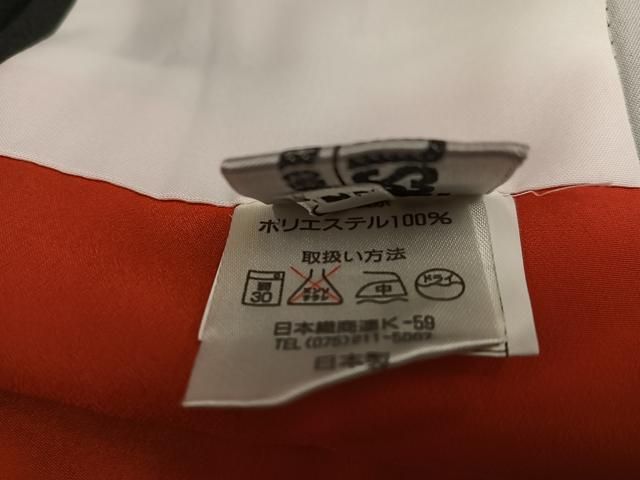 S
ポリエステル100%
取扱い方法
弱 30 エンソ サラシ 中 ドライ
日本織商連K-59
TEL(075)211-5007
日本製